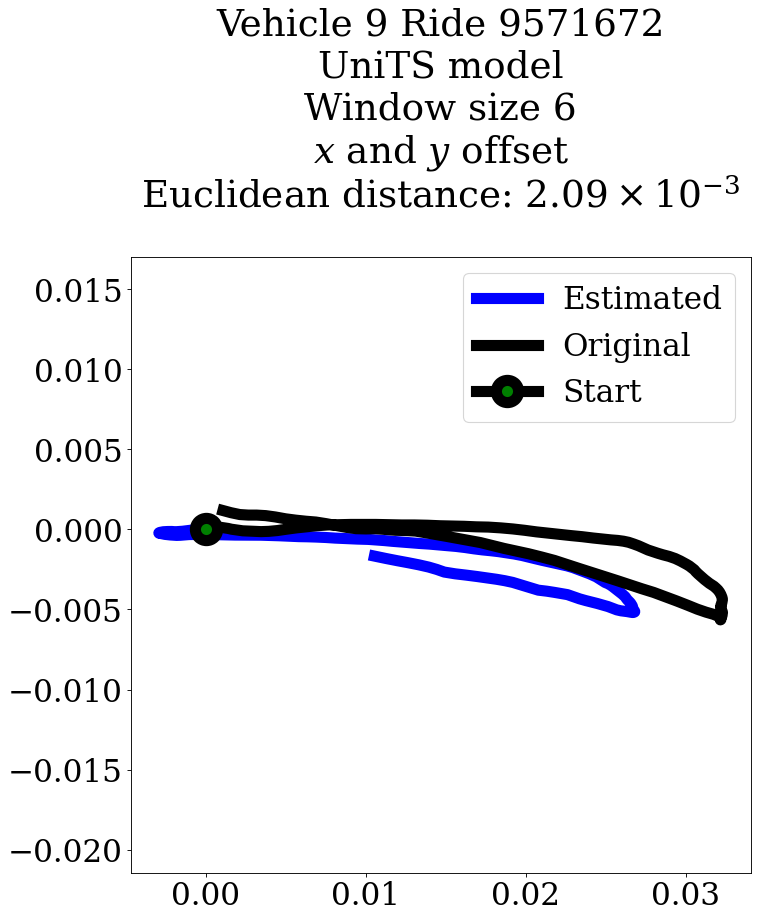 Vehicle 9 Ride 9571672
UniTS model
Window size 6
x and y offset
Euclidean distance: 2.09 × 10⁻³
Estimated
Original
Start
0.015
0.010
0.005
0.000
−0.005
−0.010
−0.015
−0.020
0.00 0.01 0.02 0.03